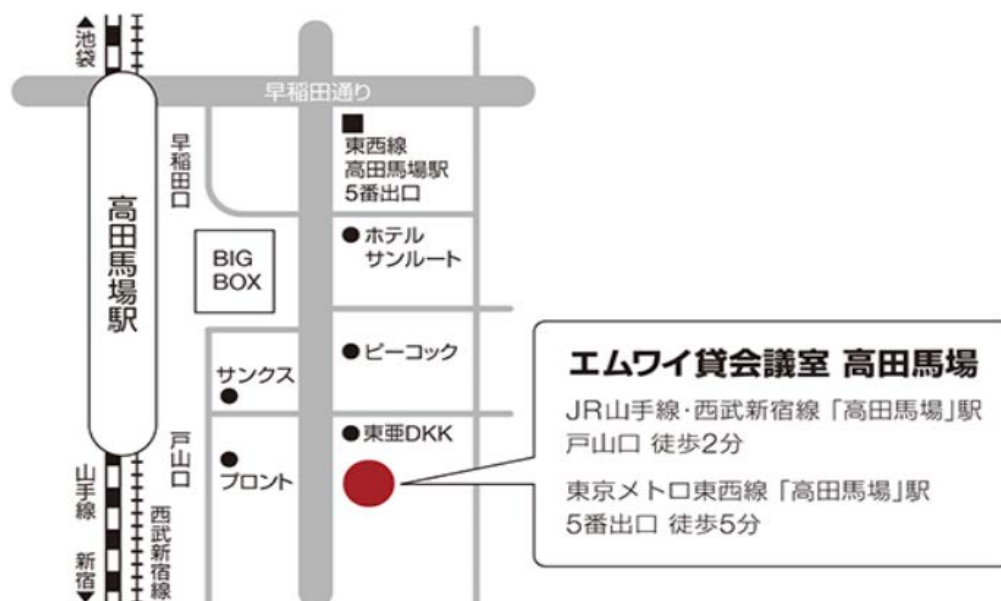 ▲池袋
早稲田通り
早稲田口
高田馬場駅
東西線
高田馬場駅
5番出口
BIG
BOX
ホテル
サンルート
ピーコック
サンクス
東亜DKK
プロント
戸山口
山手線 新宿▼
西武新宿線
エムワイ貸会議室 高田馬場
JR山手線・西武新宿線「高田馬場」駅
戸山口 徒歩2分
東京メトロ東西線「高田馬場」駅
5番出口 徒歩5分